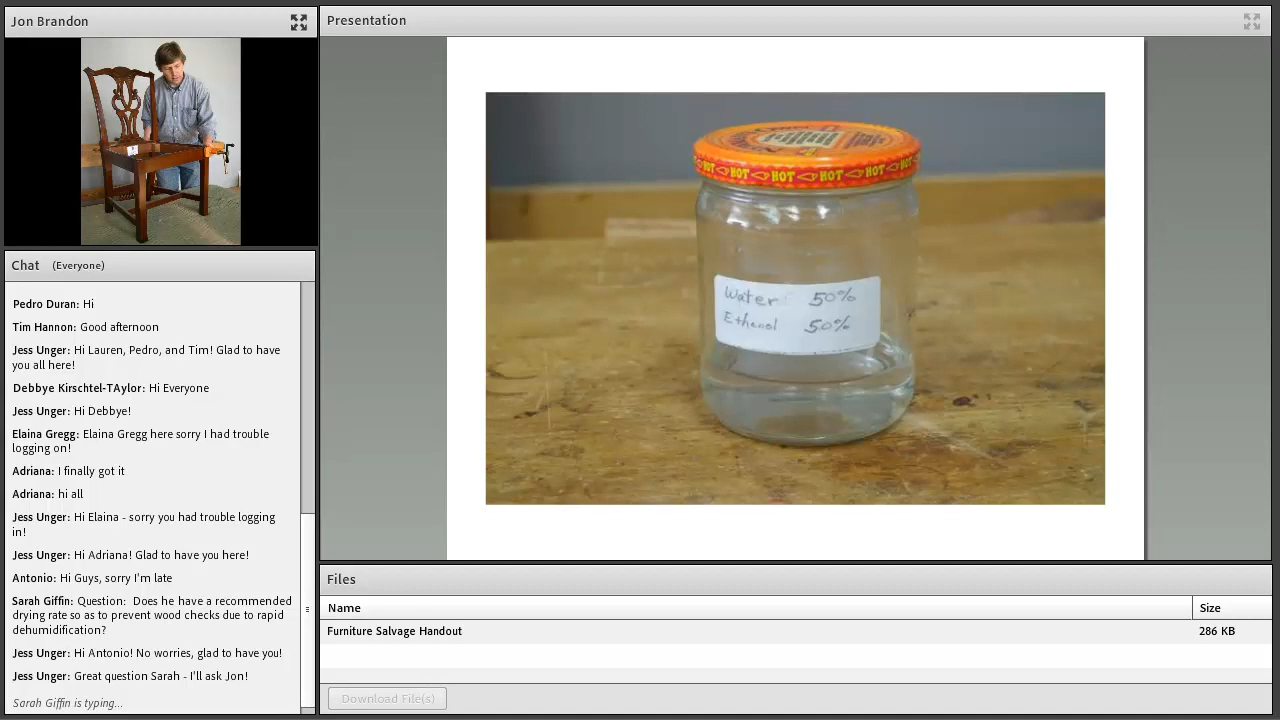 Jon Brandon
Chat (Everyone)
Pedro Duran: Hi
Tim Hannon: Good afternoon
Jess Unger: Hi Lauren, Pedro, and Tim! Glad to have
you all here!
Debbye Kirschtel-TAylor: Hi Everyone
Jess Unger: Hi Debbye!
Elaina Gregg: Elaina Gregg here sorry I had trouble
logging on!
Adriana: I finally got it
Adriana: hi all
Jess Unger: Hi Elaina - sorry you had trouble logging
in!
Jess Unger: Hi Adriana! Glad to have you here!
Antonio: Hi Guys, sorry I'm late
Sarah Giffin: Question: Does he have a recommended
drying rate so as to prevent wood checks due to rapid
dehumidification?
Jess Unger: Hi Antonio! No worries, glad to have you!
Jess Unger: Great question Sarah - I'll ask Jon!
Sarah Giffin is typing...
Presentation
HOT HOT HOT HOT HOT
Water 50%
Ethanol 50%
Files
Name Size
Furniture Salvage Handout 286 KB
Download File(s)